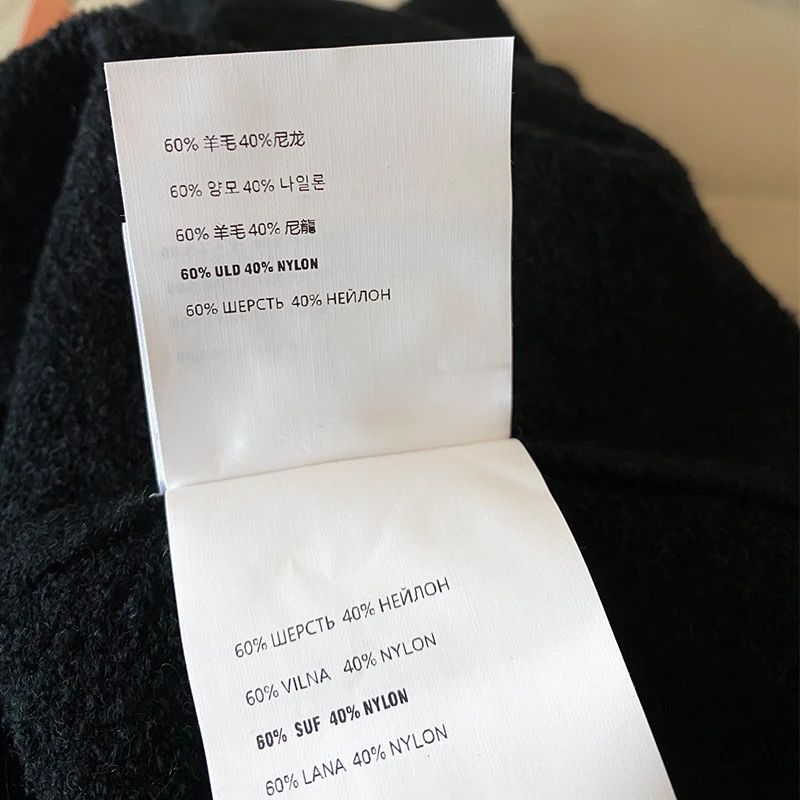 60% 羊毛 40%尼龙
60% 양모 40% 나일론
60% 羊毛 40% 尼龍
60% ULD 40% NYLON
60% ШЕРСТЬ 40% НЕЙЛОН
60% ШЕРСТЬ 40% НЕЙЛОН
60% VILNA 40% NYLON
60% SUF 40% NYLON
60% LANA 40% NYLON